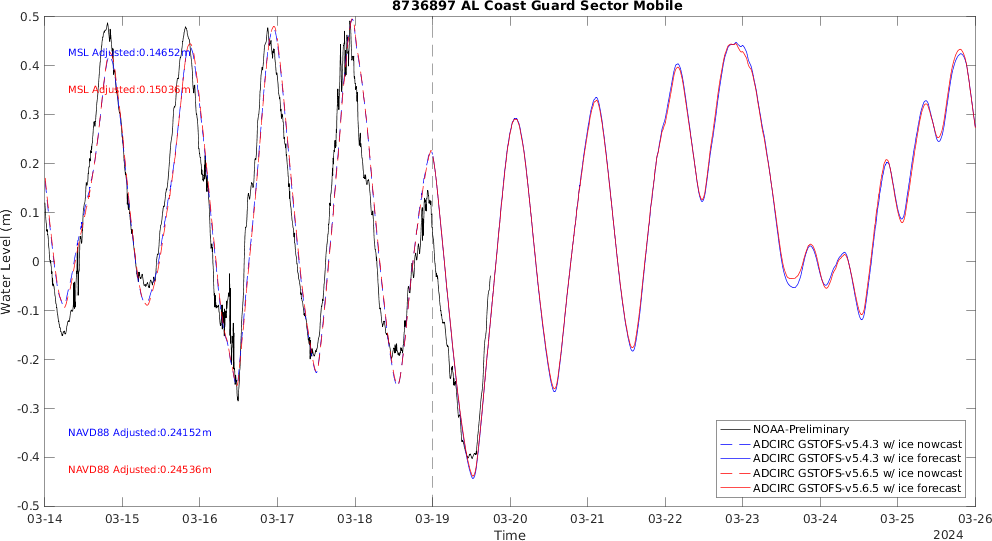 8736897 AL Coast Guard Sector Mobile
0.5
0.4
0.3
0.2
0.1
0
-0.1
-0.2
-0.3
-0.4
-0.5
Water Level (m)
MSL Adjusted:0.14652m
MSL Adjusted:0.15036m
NAVD88 Adjusted:0.24152m
NAVD88 Adjusted:0.24536m
NOAA-Preliminary
ADCIRC GSTOFS-v5.4.3 w/ ice nowcast
ADCIRC GSTOFS-v5.4.3 w/ ice forecast
ADCIRC GSTOFS-v5.6.5 w/ ice nowcast
ADCIRC GSTOFS-v5.6.5 w/ ice forecast
03-14 03-15 03-16 03-17 03-18 03-19 03-20 03-21 03-22 03-23 03-24 03-25 03-26
Time
2024